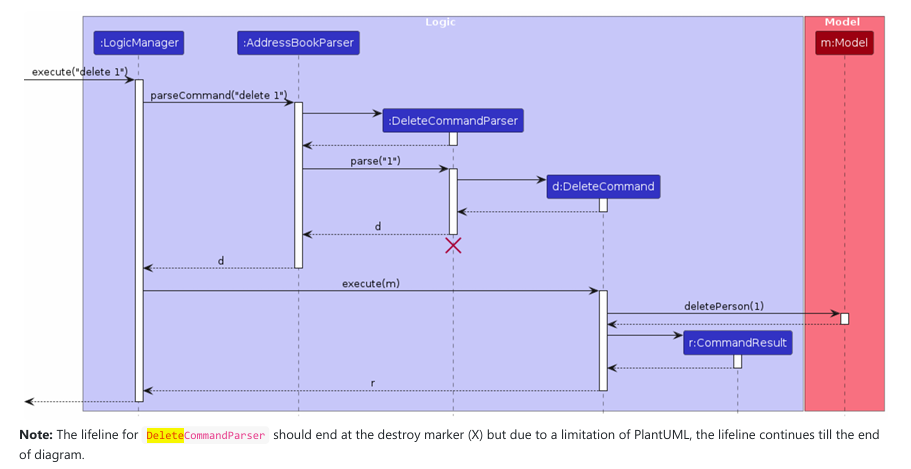 Logic
Model
:LogicManager
:AddressBookParser
m:Model
execute("delete 1")
parseCommand("delete 1")
:DeleteCommandParser
parse("1")
d:DeleteCommand
d
d
execute(m)
deletePerson(1)
r:CommandResult
r
Note: The lifeline for DeleteCommandParser should end at the destroy marker (X) but due to a limitation of PlantUML, the lifeline continues till the end
of diagram.